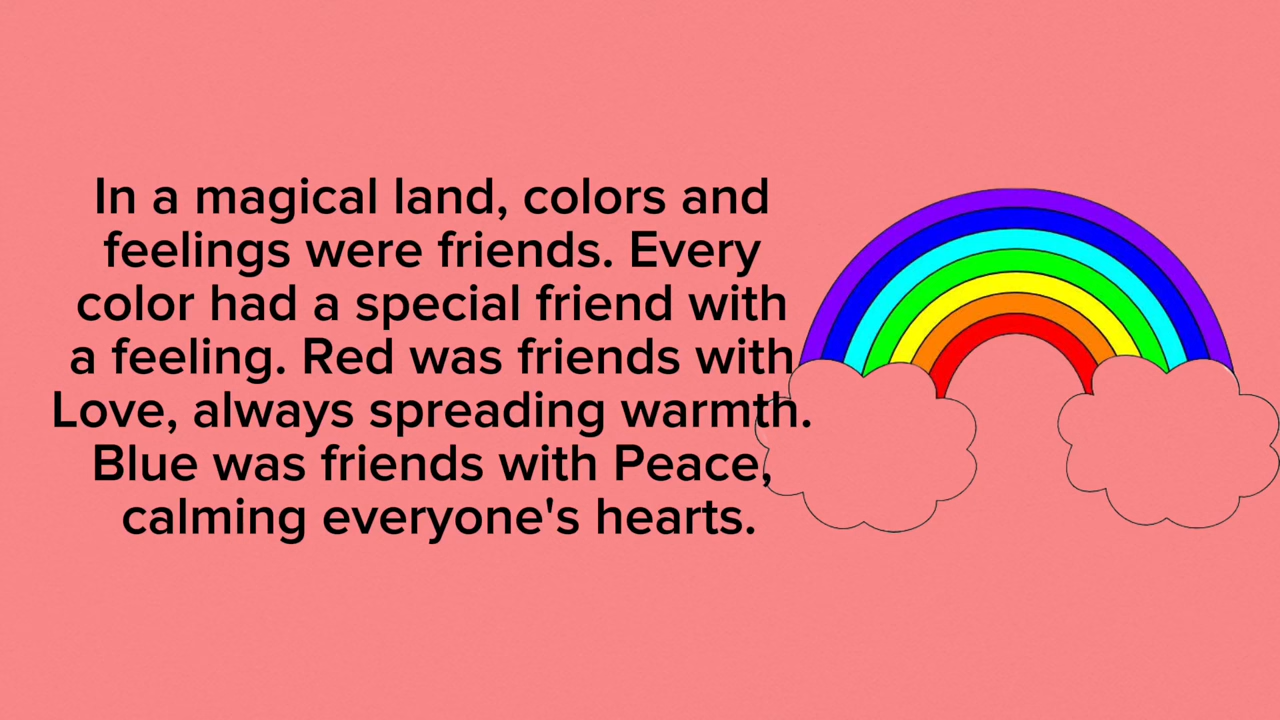 In a magical land, colors and
feelings were friends. Every
color had a special friend with
a feeling. Red was friends with
Love, always spreading warmth.
Blue was friends with Peace,
calming everyone's hearts.